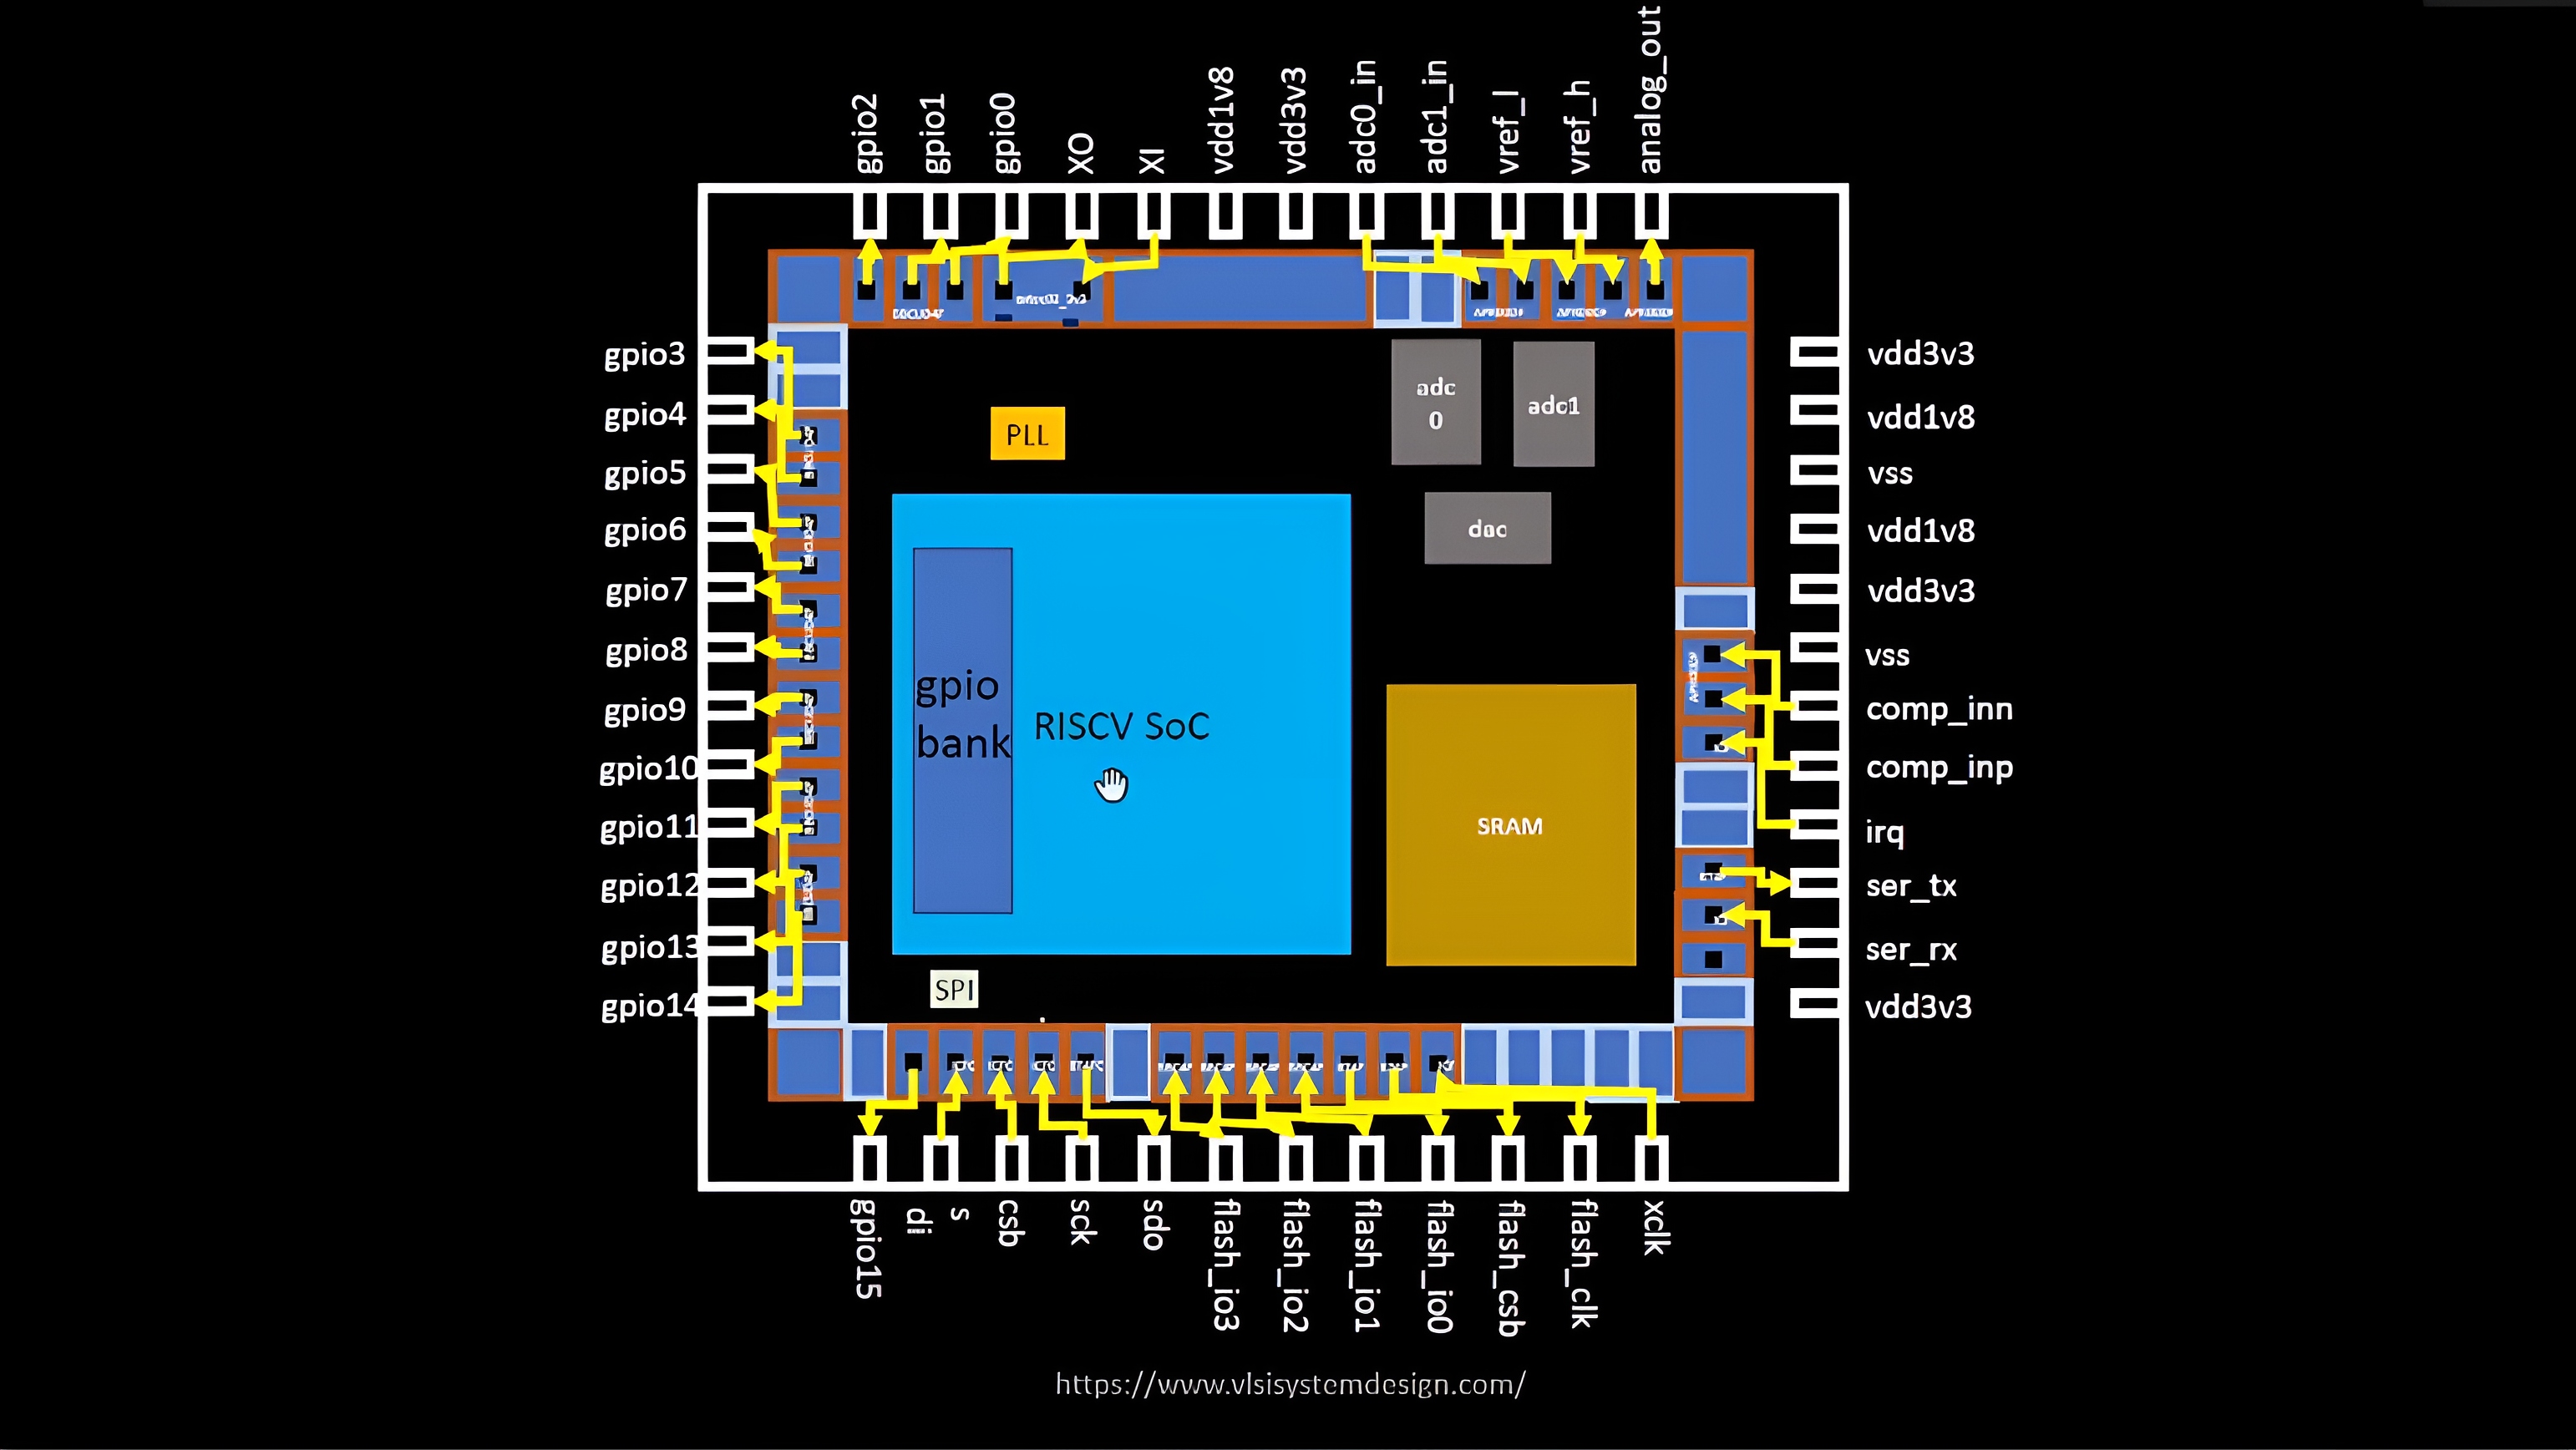 gpio2
gpio1
gpio0
XO
XI
vdd1v8
vdd3v3
adc0_in
adc1_in
vref_l
vref_h
analog_out
gpio3
gpio4
gpio5
gpio6
gpio7
gpio8
gpio9
gpio10
gpio11
gpio12
gpio13
gpio14
PLL
adc
0
adc1
dac
gpio
bank
RISCV SoC
SRAM
SPI
vdd3v3
vdd1v8
vss
vdd1v8
vdd3v3
vss
comp_inn
comp_inp
irq
ser_tx
ser_rx
vdd3v3
gpio15
s
di
csb
sck
sdo
flash_io3
flash_io2
flash_io1
flash_io0
flash_csb
flash_clk
xclk
https://www.vlsisystemdesign.com/